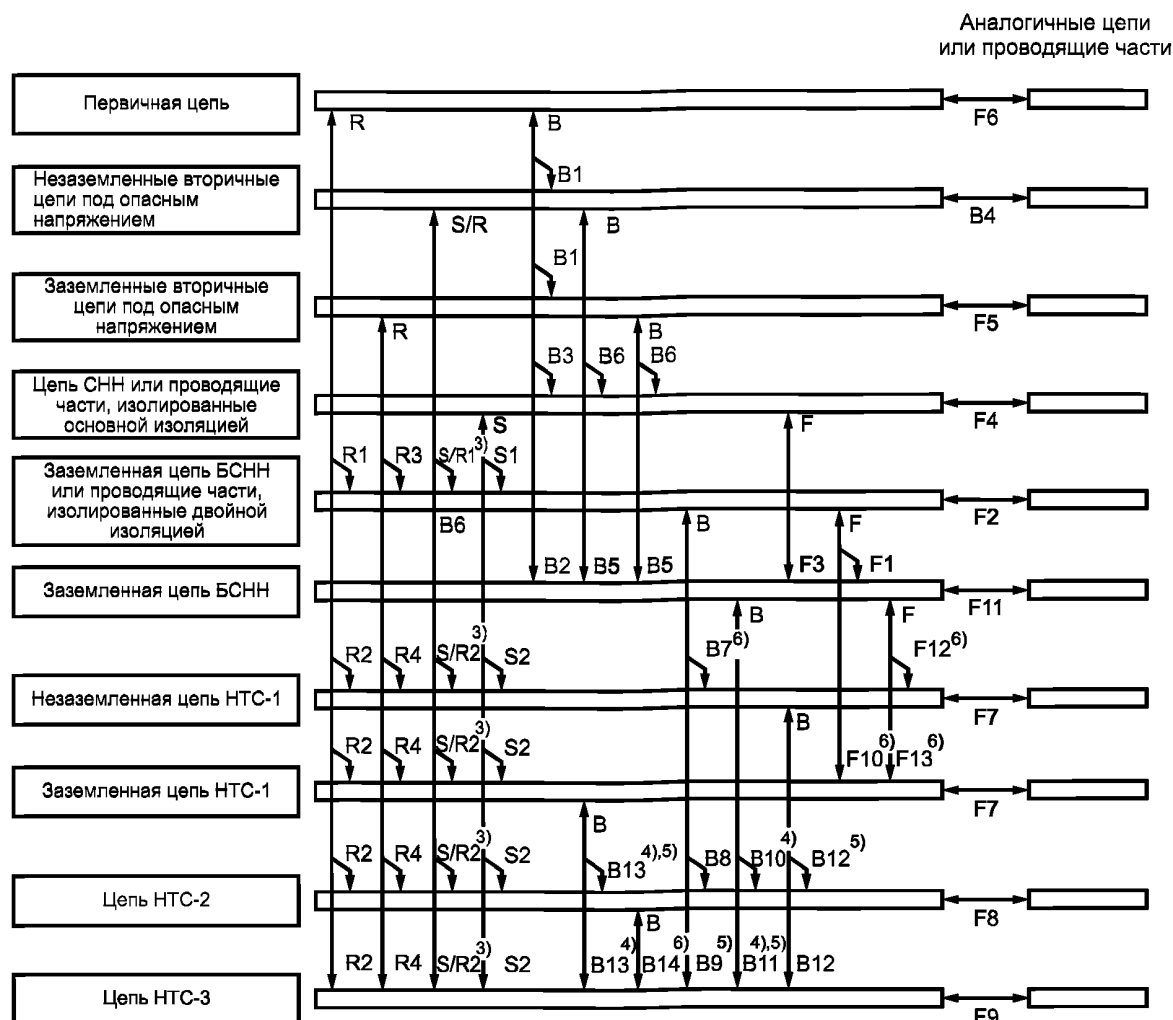 Аналогичные цепи
или проводящие части
Первичная цепь
R
B
F6
B1
Незаземленные вторичные
цепи под опасным
напряжением
S/R
B
B4
B1
Заземленные вторичные
цепи под опасным
напряжением
R
B
F5
B3
B6
B6
Цепь СНН или проводящие
части, изолированные
основной изоляцией
S
F
F4
R1
R3
S/R1 3)
S1
Заземленная цепь БСНН
или проводящие части,
изолированные двойной
изоляцией
B6
B
F
F2
B2
B5
B5
F3
F1
Заземленная цепь БСНН
B
F
F11
R2
R4
S/R2 3)
S2
B7 6)
F12 6)
Незаземленная цепь НТС-1
B
F7
R2
R4
S/R2 3)
S2
F10 6)
F13 6)
Заземленная цепь НТС-1
B
F7
R2
R4
S/R2 3)
S2
B13 4),5)
B8
B10 4)
B12 5)
Цепь НТС-2
B
F8
R2
R4
S/R2 3)
S2
B13 4)
B14 6)
B9 5)
B11 4),5)
B12
Цепь НТС-3
F9